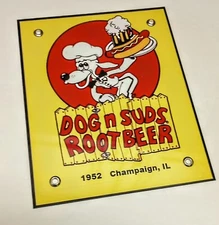 DOG n SUDS
ROOT BEER
1952 Champaign, IL